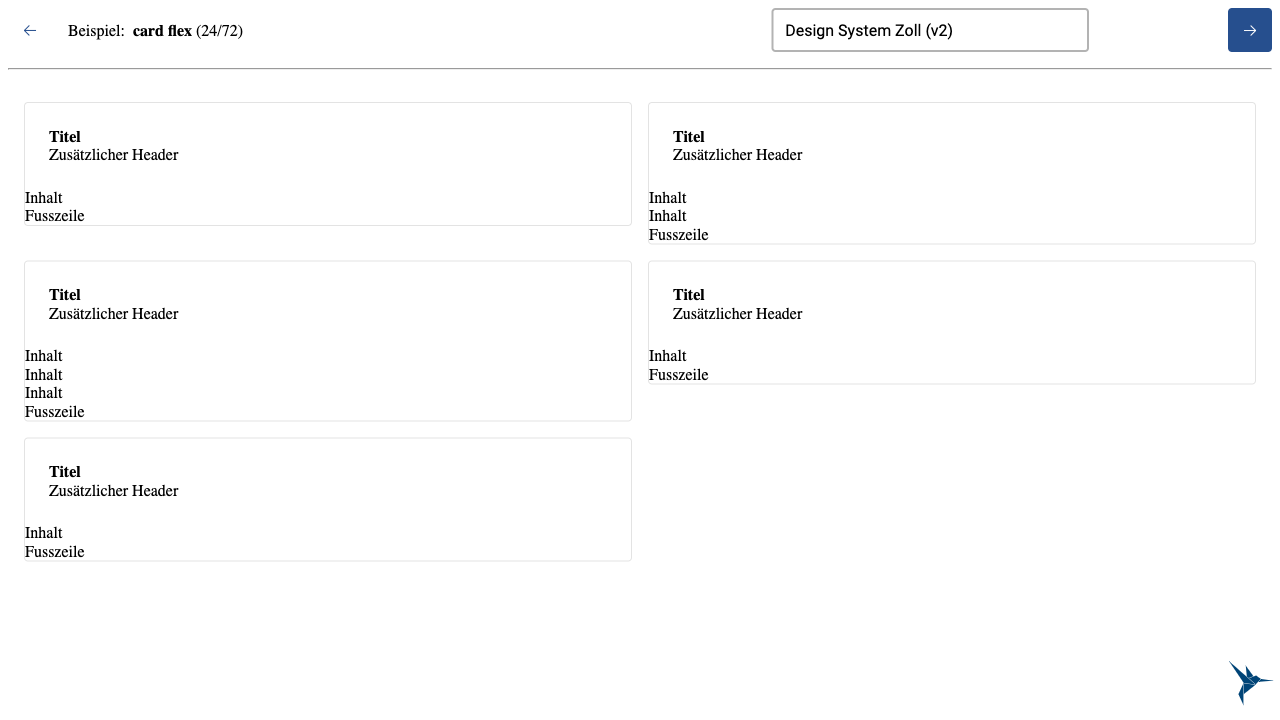 Beispiel: card flex (24/72)
Design System Zoll (v2)
Titel
Zusätzlicher Header
Inhalt
Fusszeile
Titel
Zusätzlicher Header
Inhalt
Inhalt
Fusszeile
Titel
Zusätzlicher Header
Inhalt
Inhalt
Inhalt
Fusszeile
Titel
Zusätzlicher Header
Inhalt
Fusszeile
Titel
Zusätzlicher Header
Inhalt
Fusszeile